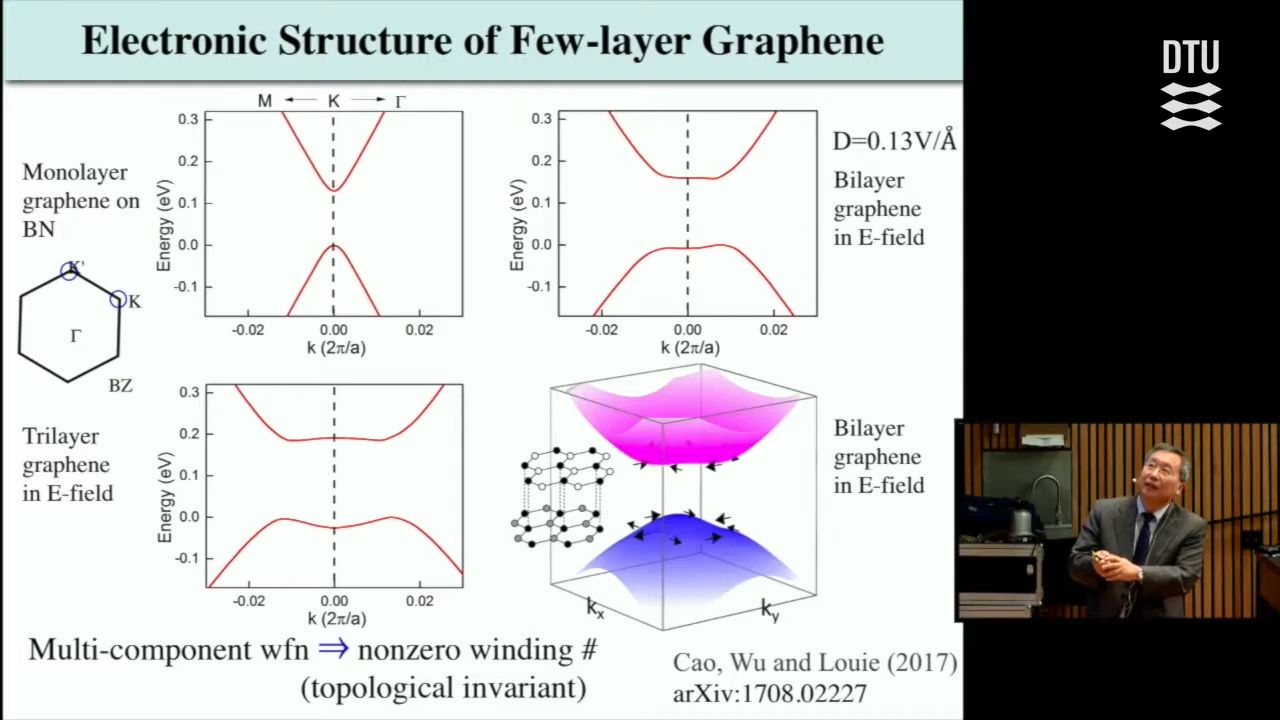 Electronic Structure of Few-layer Graphene
DTU
M ← K → Γ
Monolayer
graphene on
BN
Energy (eV)
0.3
0.2
0.1
0.0
-0.1
-0.02 0.00 0.02
k (2π/a)
K'
K
Γ
BZ
Energy (eV)
0.3
0.2
0.1
0.0
-0.1
-0.02 0.00 0.02
k (2π/a)
D=0.13V/Å
Bilayer
graphene
in E-field
Trilayer
graphene
in E-field
Energy (eV)
0.3
0.2
0.1
0.0
-0.1
-0.02 0.00 0.02
k (2π/a)
kx
ky
Bilayer
graphene
in E-field
Multi-component wfn ⇒ nonzero winding #
(topological invariant)
Cao, Wu and Louie (2017)
arXiv:1708.02227